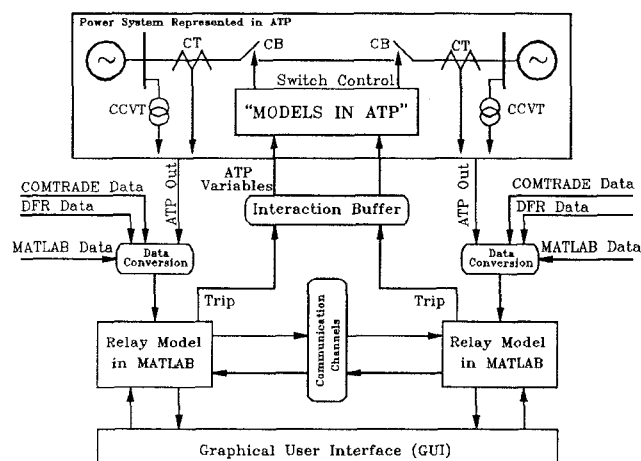 Power System Represented in ATP
CT
CB
CB
CT
Switch Control
CCVT
"MODELS IN ATP"
CCVT
ATP Out
ATP
Variables
ATP Out
COMTRADE Data
DFR Data
MATLAB Data
COMTRADE Data
DFR Data
MATLAB Data
Interaction Buffer
Data
Conversion
Data
Conversion
Trip
Trip
Relay Model
in MATLAB
Communication
Channels
Relay Model
in MATLAB
Graphical User Interface (GUI)